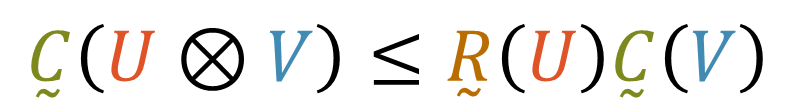 C̰(U ⊗ V) ≤ R̰(U)C̰(V)